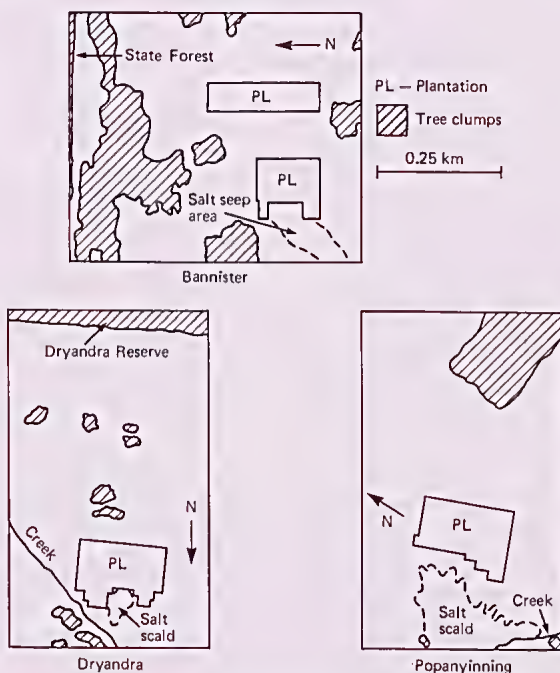 State Forest
N
PL
PL
Salt seep
area
Bannister
PL – Plantation
Tree clumps
0.25 km
Dryandra Reserve
N
Creek
PL
Salt
scald
Dryandra
N
PL
Salt
scald
Creek
Popanyinning